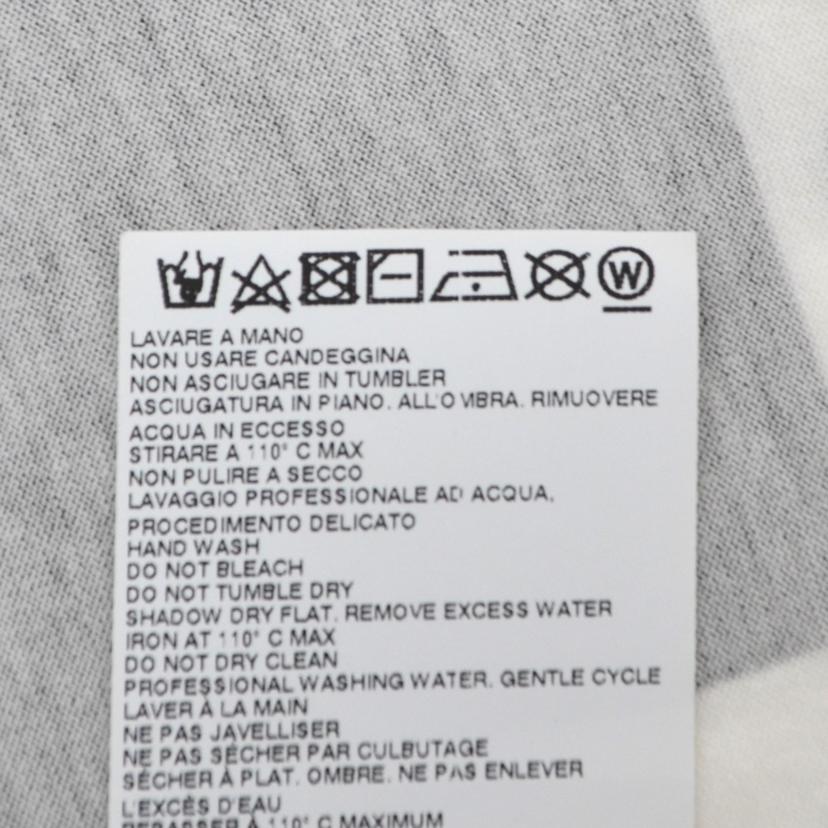 W
LAVARE A MANO
NON USARE CANDEGGINA
NON ASCIUGARE IN TUMBLER
ASCIUGATURA IN PIANO. ALL'OMBRA. RIMUOVERE
ACQUA IN ECCESSO
STIRARE A 110° C MAX
NON PULIRE A SECCO
LAVAGGIO PROFESSIONALE AD ACQUA,
PROCEDIMENTO DELICATO
HAND WASH
DO NOT BLEACH
DO NOT TUMBLE DRY
SHADOW DRY FLAT. REMOVE EXCESS WATER
IRON AT 110° C MAX
DO NOT DRY CLEAN
PROFESSIONAL WASHING WATER. GENTLE CYCLE
LAVER À LA MAIN
NE PAS JAVELLISER
NE PAS SÉCHER PAR CULBUTAGE
SÉCHER À PLAT. OMBRE. NE PAS ENLEVER
L'EXCÈS D'EAU
REPASSER À 110° C MAXIMUM